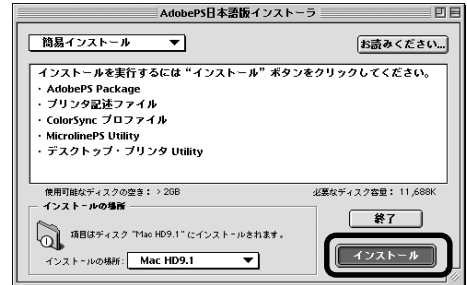 AdobePS日本語版インストーラ
簡易インストール
お読みください...
インストールを実行するには“インストール”ボタンをクリックしてください。
・AdobePS Package
・プリンタ記述ファイル
・ColorSync プロファイル
・MicrolinePS Utility
・デスクトップ・プリンタ Utility
使用可能なディスクの空き：＞2GB 必要なディスク容量：11,688K
インストールの場所
項目はディスク “Mac HD9.1” にインストールされます。
終了
インストールの場所： Mac HD9.1
インストール